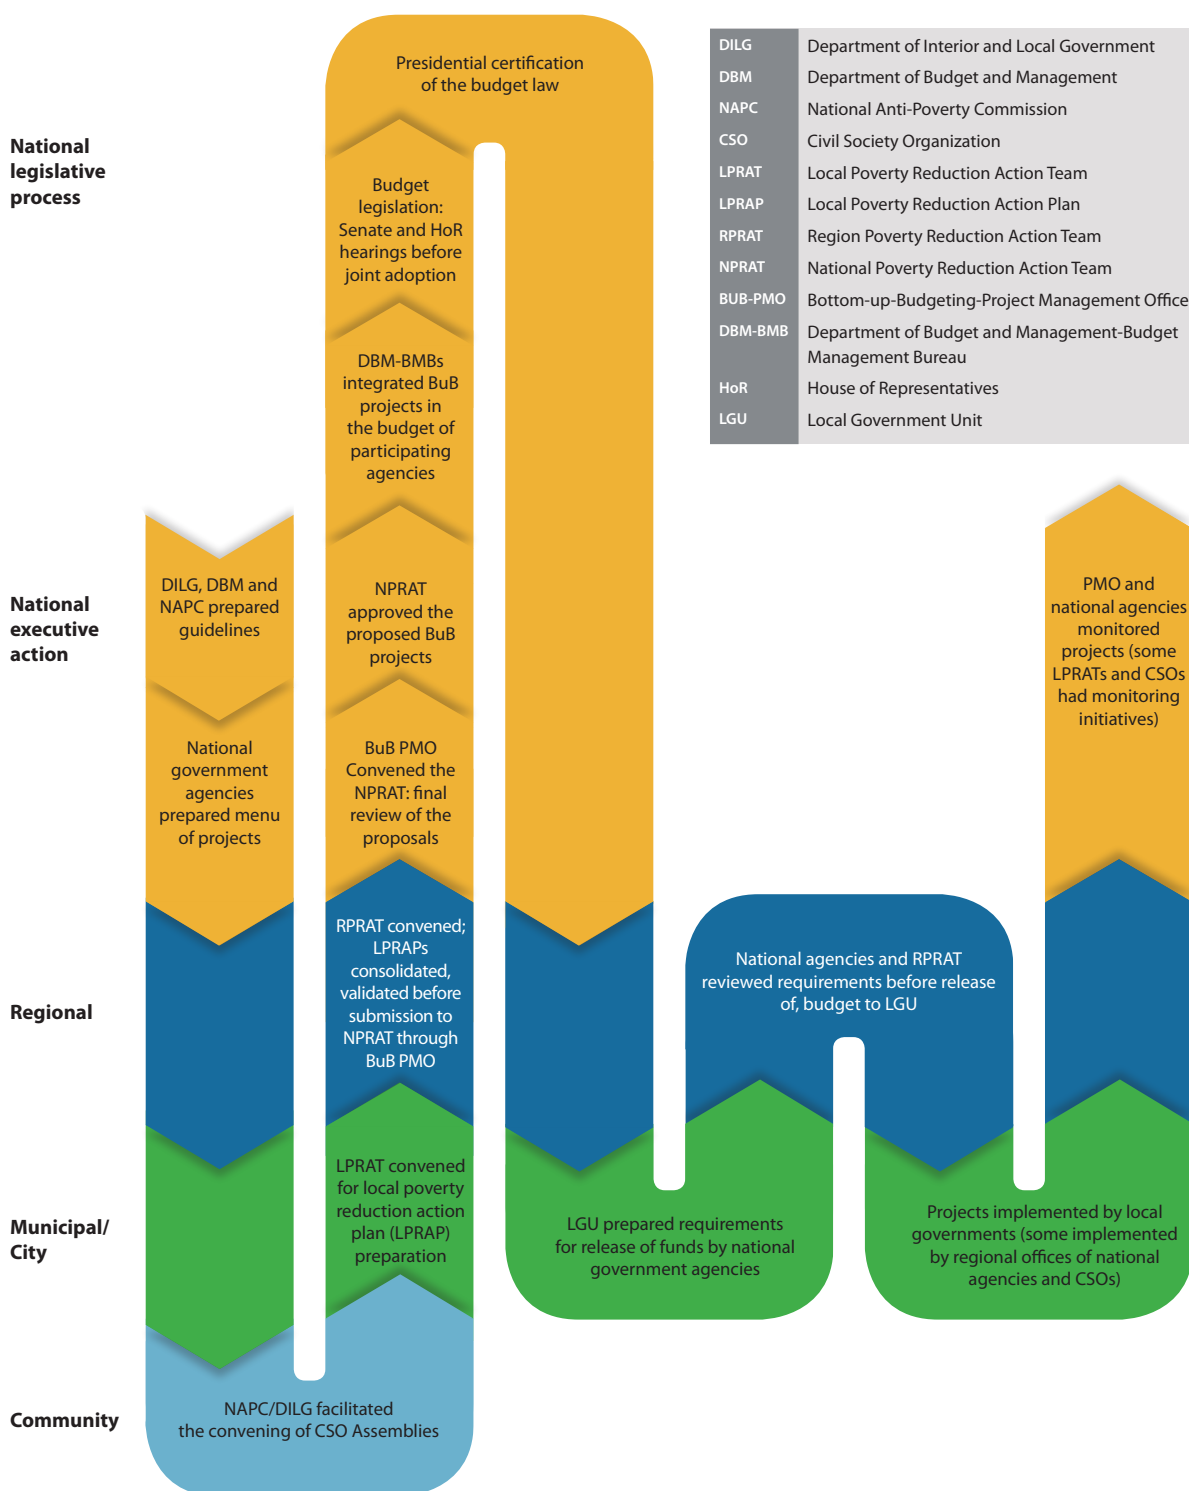 Presidential certification
of the budget law
DILG Department of Interior and Local Government
DBM Department of Budget and Management
NAPC National Anti-Poverty Commission
CSO Civil Society Organization
LPRAT Local Poverty Reduction Action Team
LPRAP Local Poverty Reduction Action Plan
RPRAT Region Poverty Reduction Action Team
NPRAT National Poverty Reduction Action Team
BUB-PMO Bottom-up-Budgeting-Project Management Office
DBM-BMB Department of Budget and Management-Budget
Management Bureau
HoR House of Representatives
LGU Local Government Unit
National
legislative
process
Budget
legislation:
Senate and HoR
hearings before
joint adoption
DBM-BMBs
integrated BuB
projects in
the budget of
participating
agencies
National
executive
action
DILG, DBM and
NAPC prepared
guidelines
NPRAT
approved the
proposed BuB
projects
PMO and
national agencies
monitored
projects (some
LPRATs and CSOs
had monitoring
initiatives)
National
government
agencies
prepared menu
of projects
BuB PMO
Convened the
NPRAT: final
review of the
proposals
Regional
RPRAT convened;
LPRAPs
consolidated,
validated before
submission to
NPRAT through
BuB PMO
National agencies and RPRAT
reviewed requirements before release
of, budget to LGU
Municipal/
City
LPRAT convened
for local poverty
reduction action
plan (LPRAP)
preparation
LGU prepared requirements
for release of funds by national
government agencies
Projects implemented by local
governments (some implemented
by regional offices of national
agencies and CSOs)
Community
NAPC/DILG facilitated
the convening of CSO Assemblies